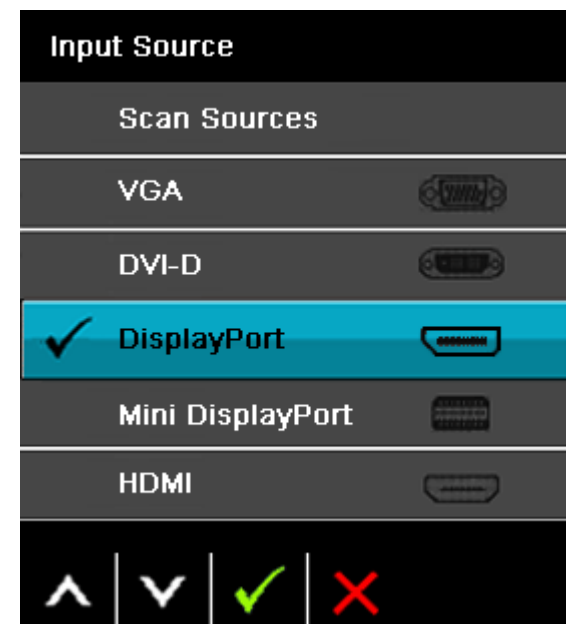 Input Source
Scan Sources
VGA
DVI-D
DisplayPort
Mini DisplayPort
HDMI